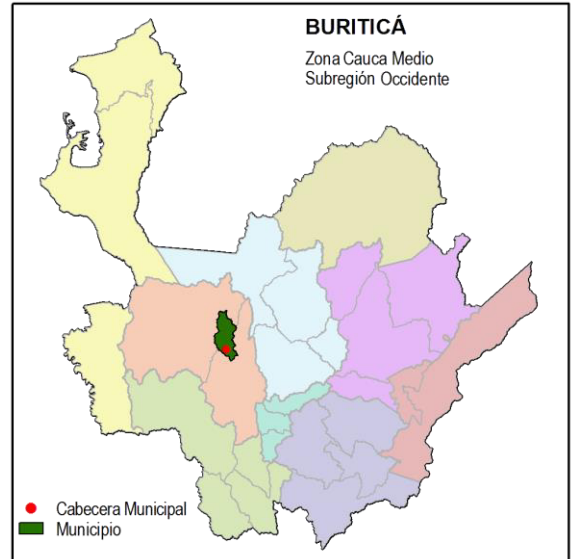 BURITICÁ
Zona Cauca Medio
Subregión Occidente
Cabecera Municipal
Municipio